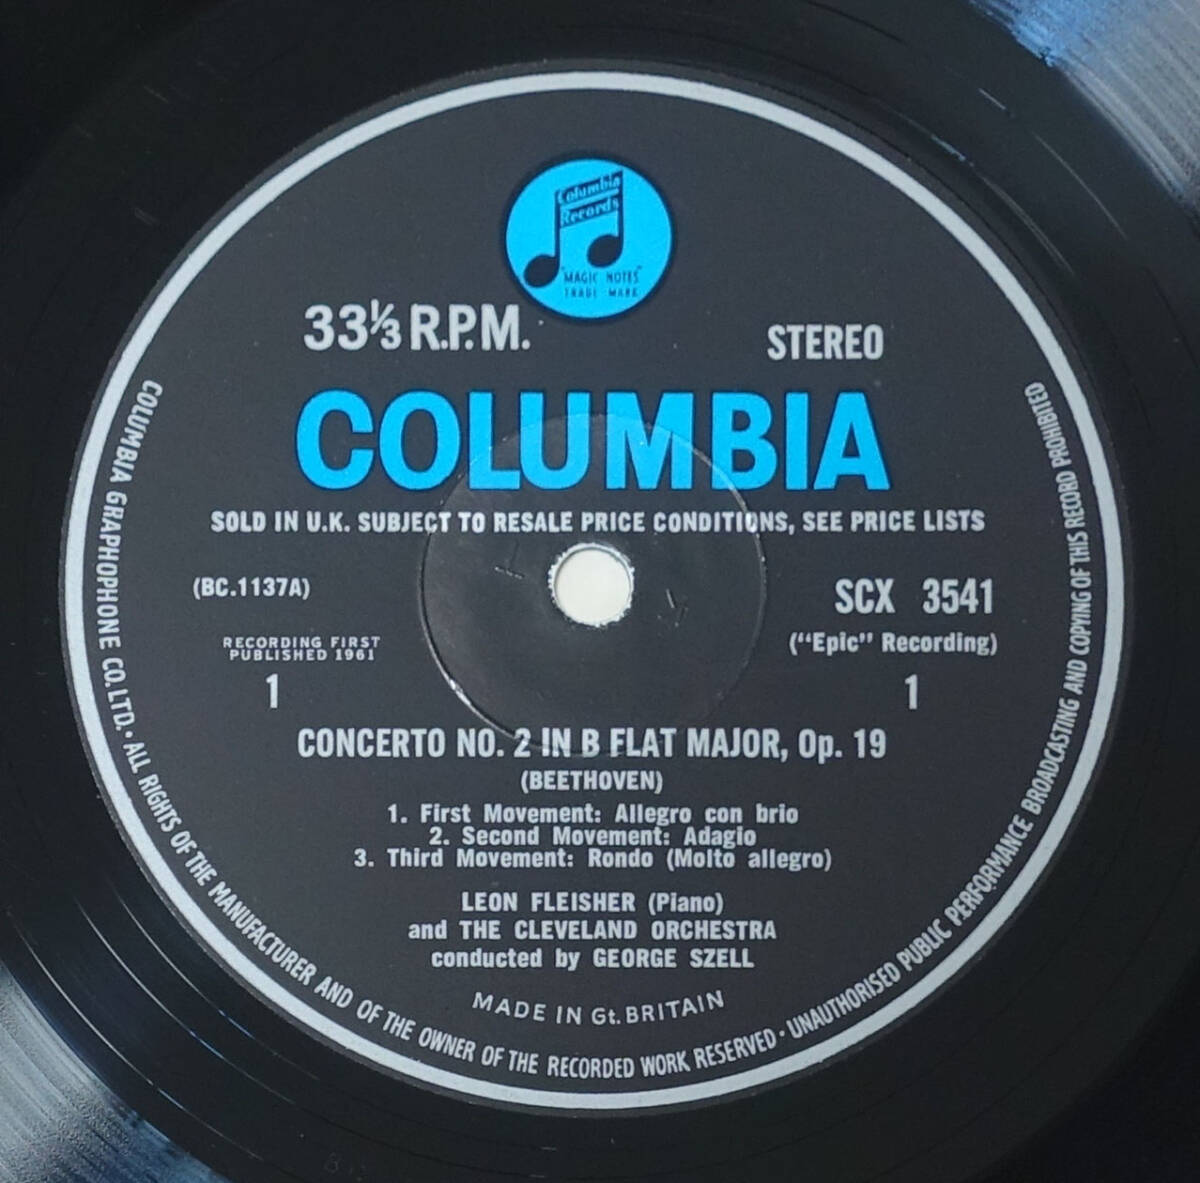 Columbia
Records
"MAGIC NOTES"
TRADE MARK
33⅓ R.P.M.
STEREO
COLUMBIA
SOLD IN U.K. SUBJECT TO RESALE PRICE CONDITIONS, SEE PRICE LISTS
(BC.1137A)
SCX 3541
RECORDING FIRST
PUBLISHED 1961
("Epic" Recording)
1
1
CONCERTO NO. 2 IN B FLAT MAJOR, Op. 19
(BEETHOVEN)
1. First Movement: Allegro con brio
2. Second Movement: Adagio
3. Third Movement: Rondo (Molto allegro)
LEON FLEISHER (Piano)
and THE CLEVELAND ORCHESTRA
conducted by GEORGE SZELL
MADE IN Gt. BRITAIN
COLUMBIA GRAPHOPHONE CO. LTD. · ALL RIGHTS OF THE MANUFACTURER AND OF THE OWNER OF THE RECORDED WORK RESERVED · UNAUTHORISED PUBLIC PERFORMANCE BROADCASTING AND COPYING OF THIS RECORD PROHIBITED